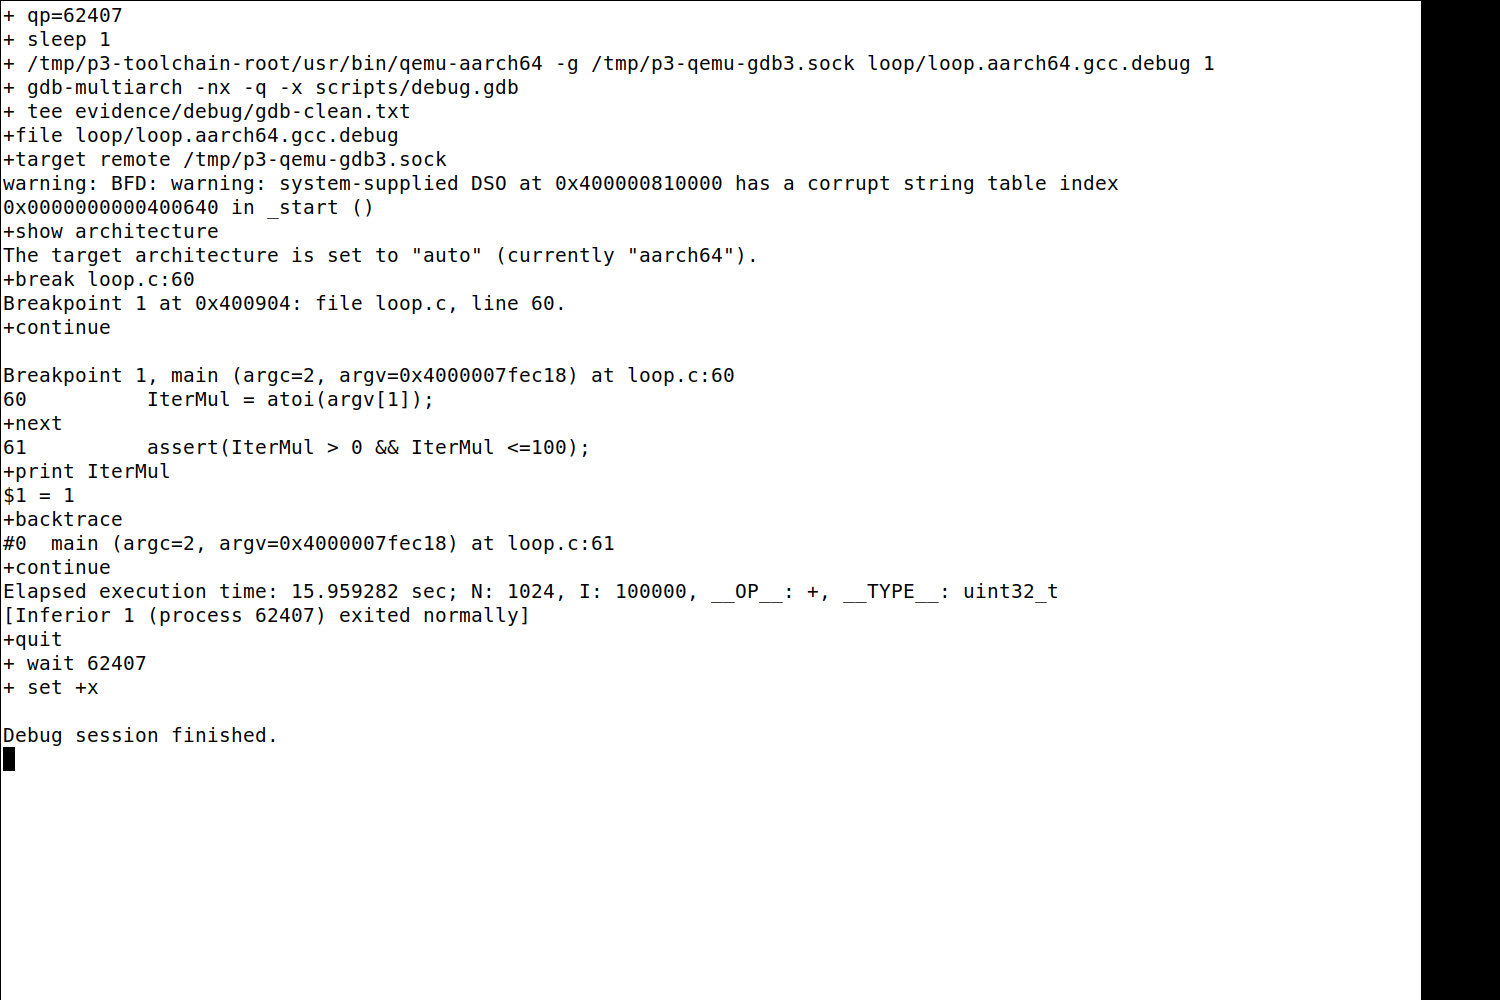 + qp=62407
+ sleep 1
+ /tmp/p3-toolchain-root/usr/bin/qemu-aarch64 -g /tmp/p3-qemu-gdb3.sock loop/loop.aarch64.gcc.debug 1
+ gdb-multiarch -nx -q -x scripts/debug.gdb
+ tee evidence/debug/gdb-clean.txt
+file loop/loop.aarch64.gcc.debug
+target remote /tmp/p3-qemu-gdb3.sock
warning: BFD: warning: system-supplied DSO at 0x400000810000 has a corrupt string table index
0x0000000000400640 in _start ()
+show architecture
The target architecture is set to "auto" (currently "aarch64").
+break loop.c:60
Breakpoint 1 at 0x400904: file loop.c, line 60.
+continue

Breakpoint 1, main (argc=2, argv=0x4000007fec18) at loop.c:60
60          IterMul = atoi(argv[1]);
+next
61          assert(IterMul > 0 && IterMul <=100);
+print IterMul
$1 = 1
+backtrace
#0  main (argc=2, argv=0x4000007fec18) at loop.c:61
+continue
Elapsed execution time: 15.959282 sec; N: 1024, I: 100000, __OP__: +, __TYPE__: uint32_t
[Inferior 1 (process 62407) exited normally]
+quit
+ wait 62407
+ set +x

Debug session finished.